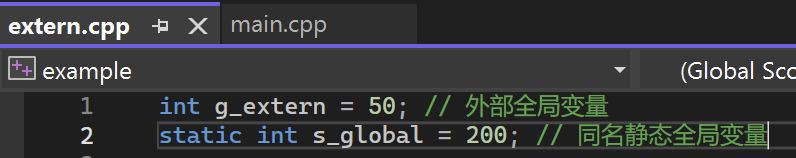 extern.cpp main.cpp
example (Global Sco
1 int g_extern = 50; // 外部全局变量
2 static int s_global = 200; // 同名静态全局变量